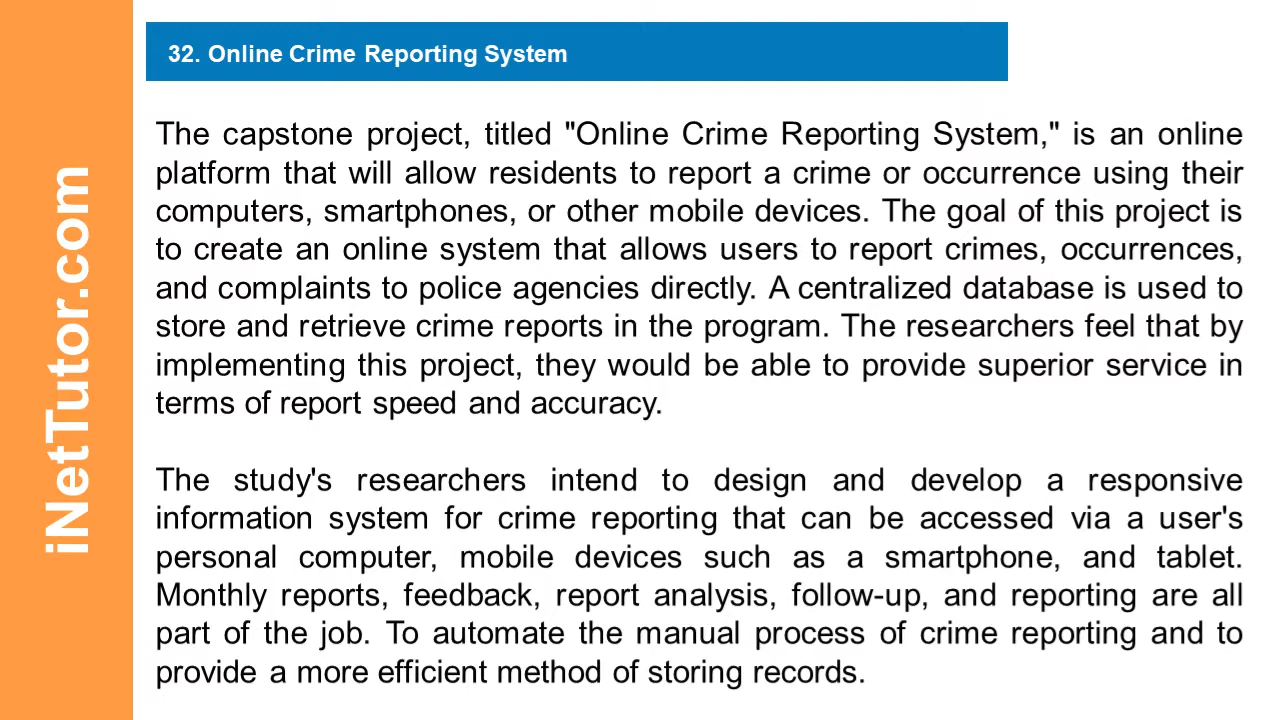 32. Online Crime Reporting System
The capstone project, titled "Online Crime Reporting System," is an online
platform that will allow residents to report a crime or occurrence using their
computers, smartphones, or other mobile devices. The goal of this project is
to create an online system that allows users to report crimes, occurrences,
and complaints to police agencies directly. A centralized database is used to
store and retrieve crime reports in the program. The researchers feel that by
implementing this project, they would be able to provide superior service in
terms of report speed and accuracy.
The study's researchers intend to design and develop a responsive
information system for crime reporting that can be accessed via a user's
personal computer, mobile devices such as a smartphone, and tablet.
Monthly reports, feedback, report analysis, follow-up, and reporting are all
part of the job. To automate the manual process of crime reporting and to
provide a more efficient method of storing records.
iNetTutor.com